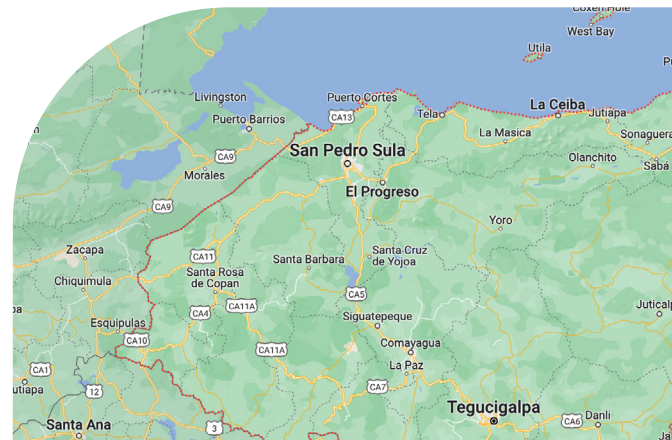 Coxen Hole
West Bay
Utila
Livingston
Puerto Cortes
Puerto Barrios
CA13
Tela
La Ceiba
Jutiapa
La Masica
Sonaguera
San Pedro Sula
CA9
Morales
Olanchito
Sabá
El Progreso
CA9
Yoro
Zacapa
CA11
Santa Cruz
de Yojoa
Santa Barbara
Chiquimula
Santa Rosa
de Copan
CA5
CA11A
CA4
Juticalp
Esquipulas
Siguatepeque
CA10
Comayagua
CA11A
La Paz
CA1
utiapa
12
CA7
Tegucigalpa
Danli
CA6
Santa Ana
3